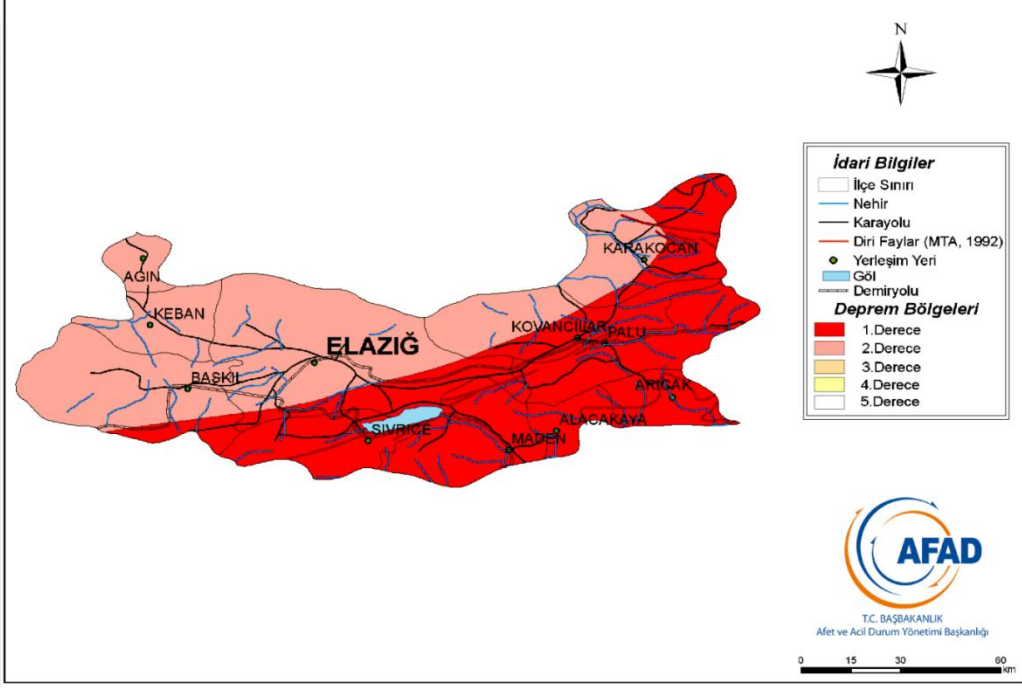 N
İdari Bilgiler
İlçe Sınırı
Nehir
Karayolu
Diri Faylar (MTA, 1992)
Yerleşim Yeri
Göl
Demiryolu
Deprem Bölgeleri
1.Derece
2.Derece
3.Derece
4.Derece
5.Derece
KARAKOÇAN
AĞIN
KEBAN
KOVANCILAR
PALU
ELAZIĞ
BASKİL
ARICAK
ALACAKAYA
SİVRİCE
MADEN
AFAD
T.C. BAŞBAKANLIK
Afet ve Acil Durum Yönetimi Başkanlığı
0 15 30 60
km